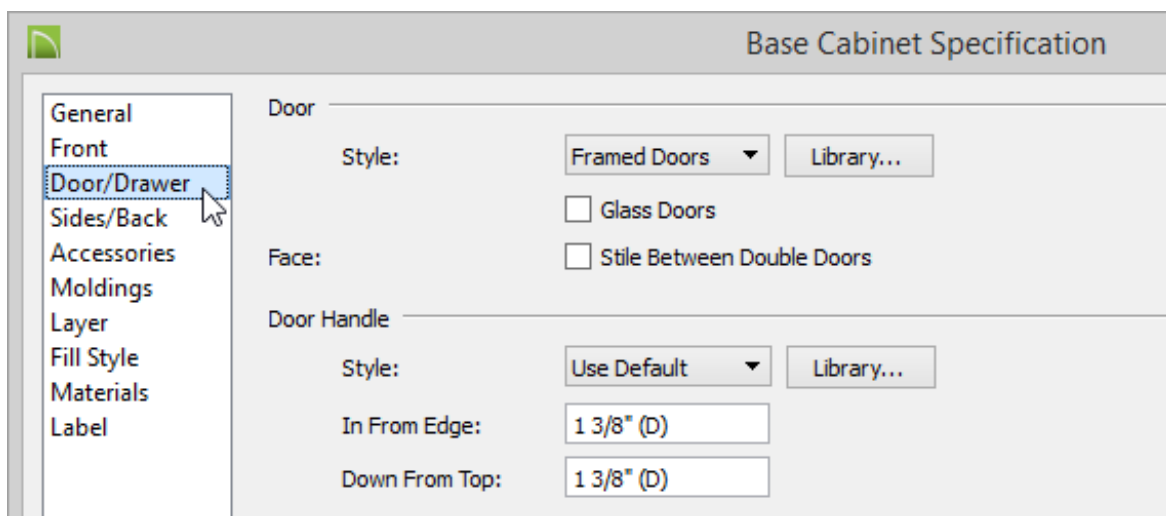 Base Cabinet Specification
General
Front
Door/Drawer
Sides/Back
Accessories
Moldings
Layer
Fill Style
Materials
Label
Door
Style: Framed Doors Library...
Glass Doors
Face: Stile Between Double Doors
Door Handle
Style: Use Default Library...
In From Edge: 1 3/8" (D)
Down From Top: 1 3/8" (D)